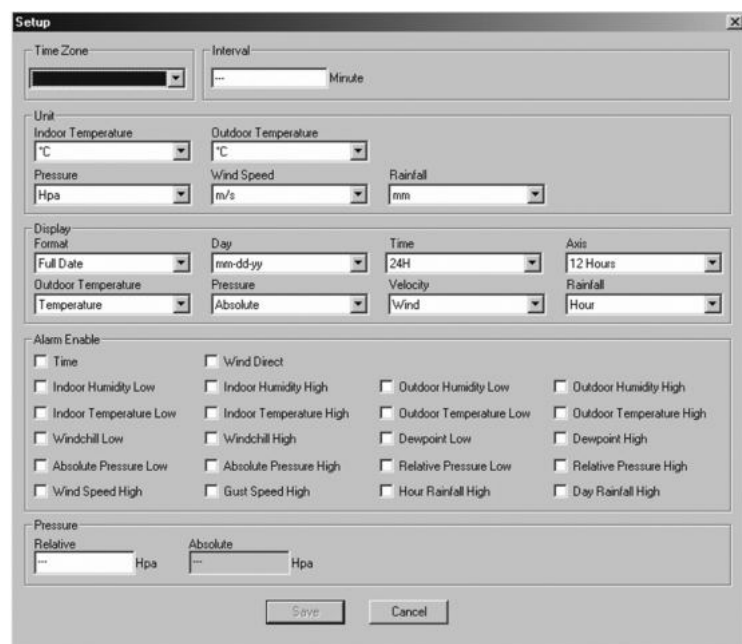 Setup
Time Zone Interval
--- Minute
Unit
Indoor Temperature Outdoor Temperature
°C °C
Pressure Wind Speed Rainfall
Hpa m/s mm
Display
Format Day Time Axis
Full Date mm-dd-yy 24H 12 Hours
Outdoor Temperature Pressure Velocity Rainfall
Temperature Absolute Wind Hour
Alarm Enable
Time Wind Direct
Indoor Humidity Low Indoor Humidity High Outdoor Humidity Low Outdoor Humidity High
Indoor Temperature Low Indoor Temperature High Outdoor Temperature Low Outdoor Temperature High
Windchill Low Windchill High Dewpoint Low Dewpoint High
Absolute Pressure Low Absolute Pressure High Relative Pressure Low Relative Pressure High
Wind Speed High Gust Speed High Hour Rainfall High Day Rainfall High
Pressure
Relative Absolute
--- Hpa --- Hpa
Save Cancel